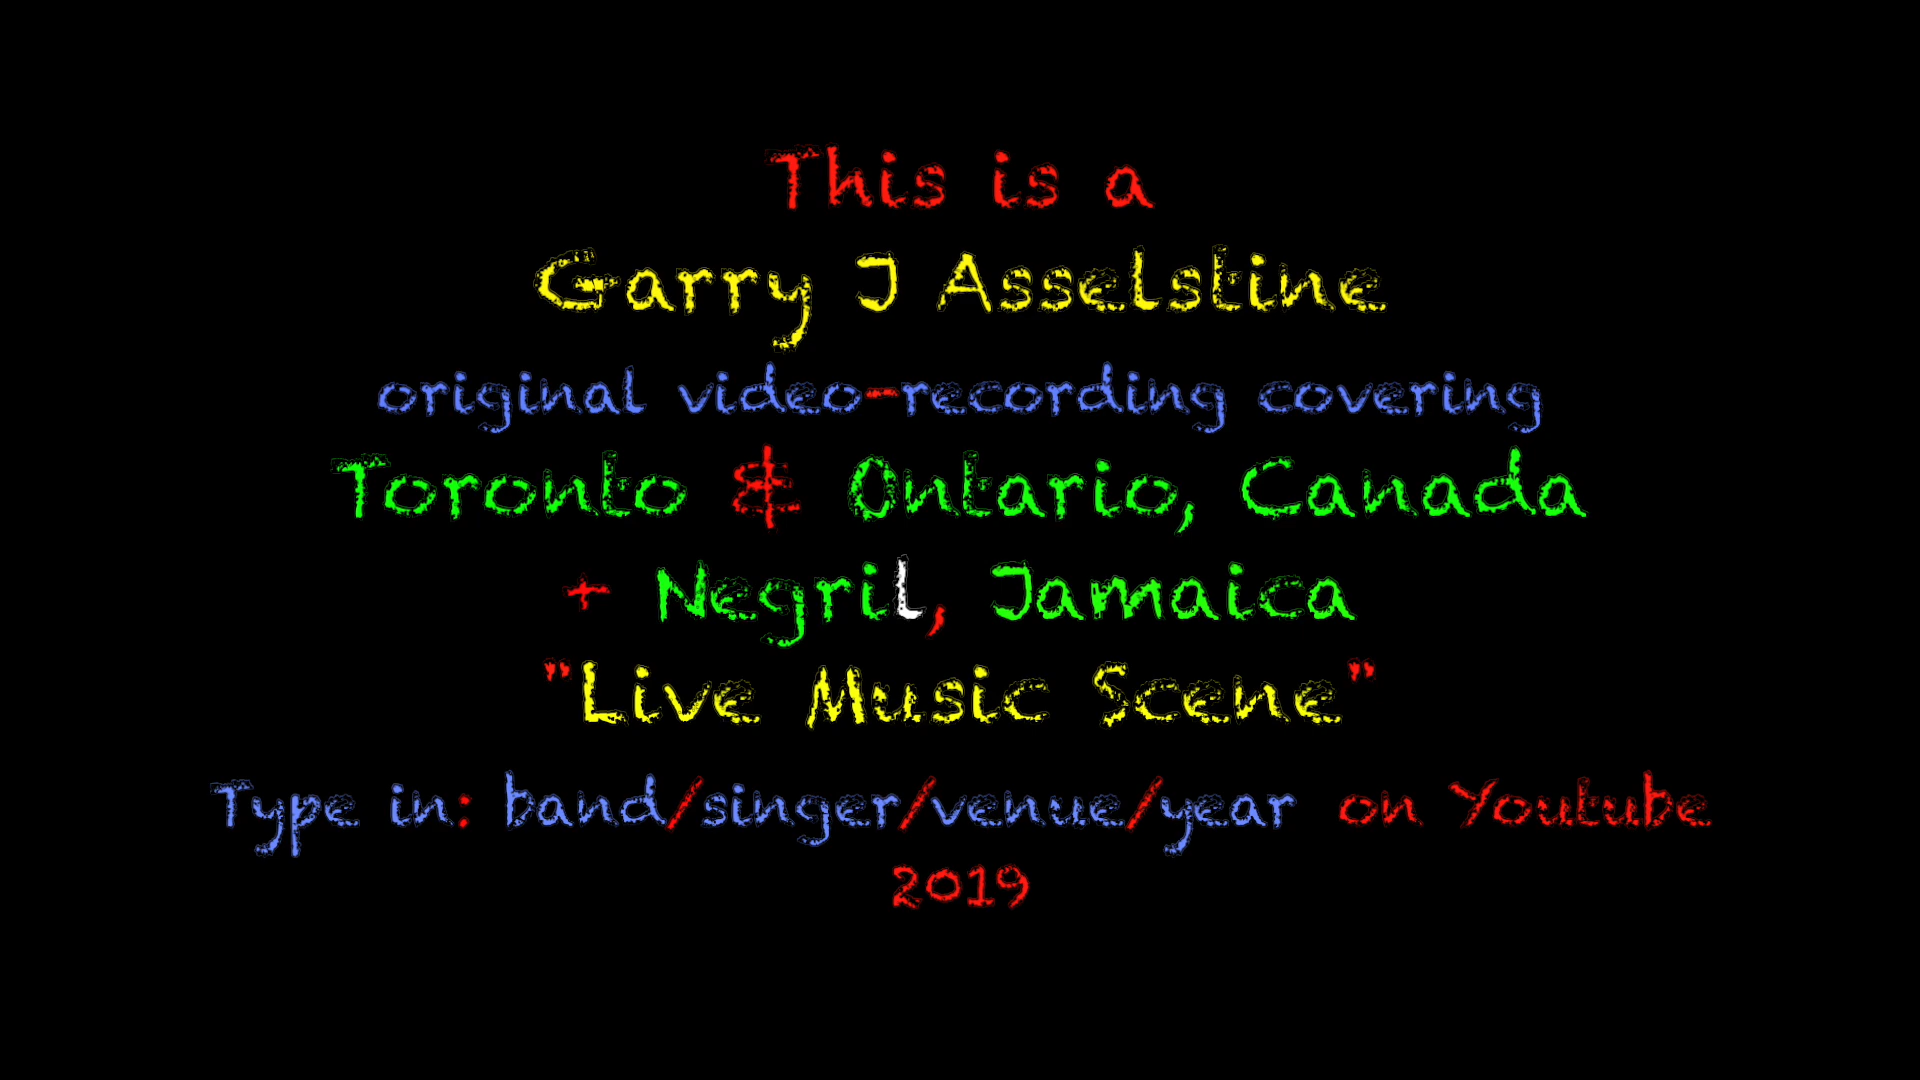 This is a
Garry J Asselstine
original video-recording covering
Toronto & Ontario, Canada
+ Negril, Jamaica
"Live Music Scene"
Type in: band/singer/venue/year on Youtube
2019